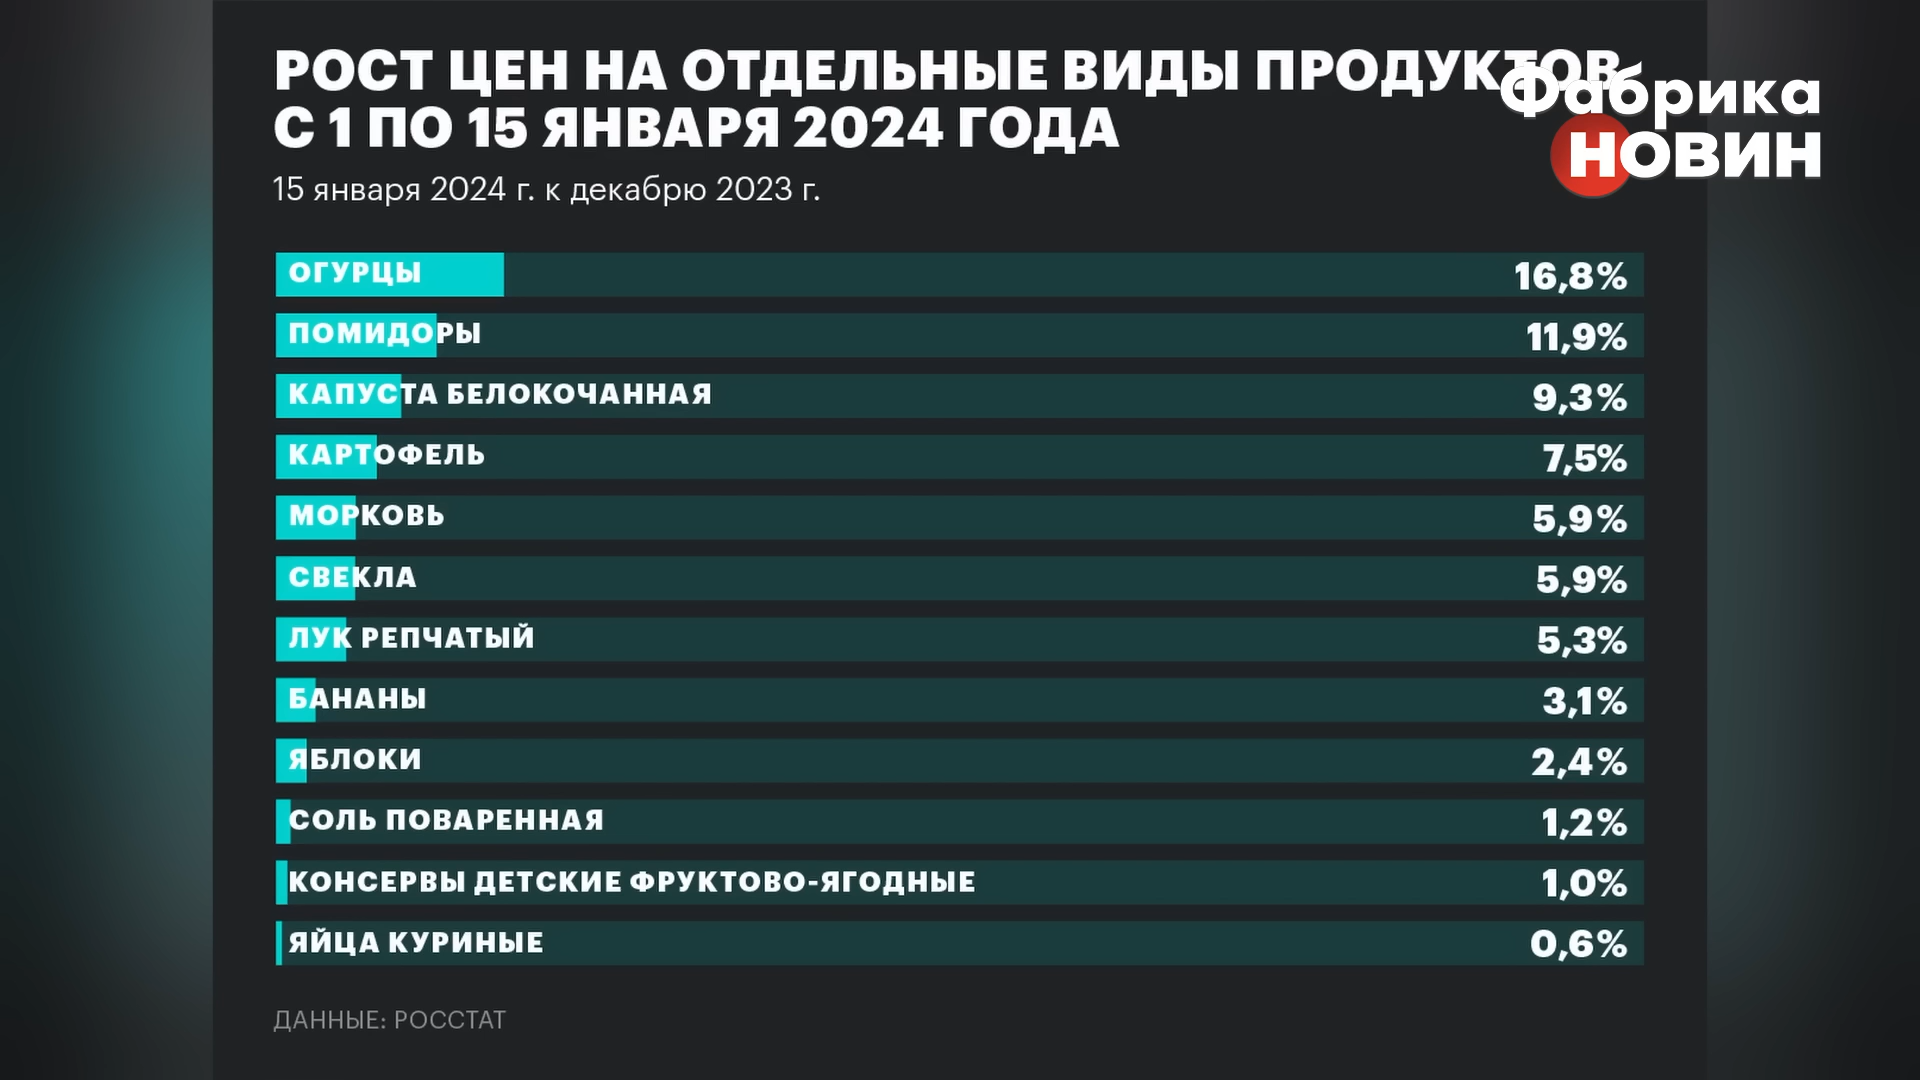 РОСТ ЦЕН НА ОТДЕЛЬНЫЕ ВИДЫ ПРОДУКТОВ
С 1 ПО 15 ЯНВАРЯ 2024 ГОДА
15 января 2024 г. к декабрю 2023 г.
Фабрика
новин
ОГУРЦЫ 16,8%
ПОМИДОРЫ 11,9%
КАПУСТА БЕЛОКОЧАННАЯ 9,3%
КАРТОФЕЛЬ 7,5%
МОРКОВЬ 5,9%
СВЕКЛА 5,9%
ЛУК РЕПЧАТЫЙ 5,3%
БАНАНЫ 3,1%
ЯБЛОКИ 2,4%
СОЛЬ ПОВАРЕННАЯ 1,2%
КОНСЕРВЫ ДЕТСКИЕ ФРУКТОВО-ЯГОДНЫЕ 1,0%
ЯЙЦА КУРИНЫЕ 0,6%
ДАННЫЕ: РОССТАТ